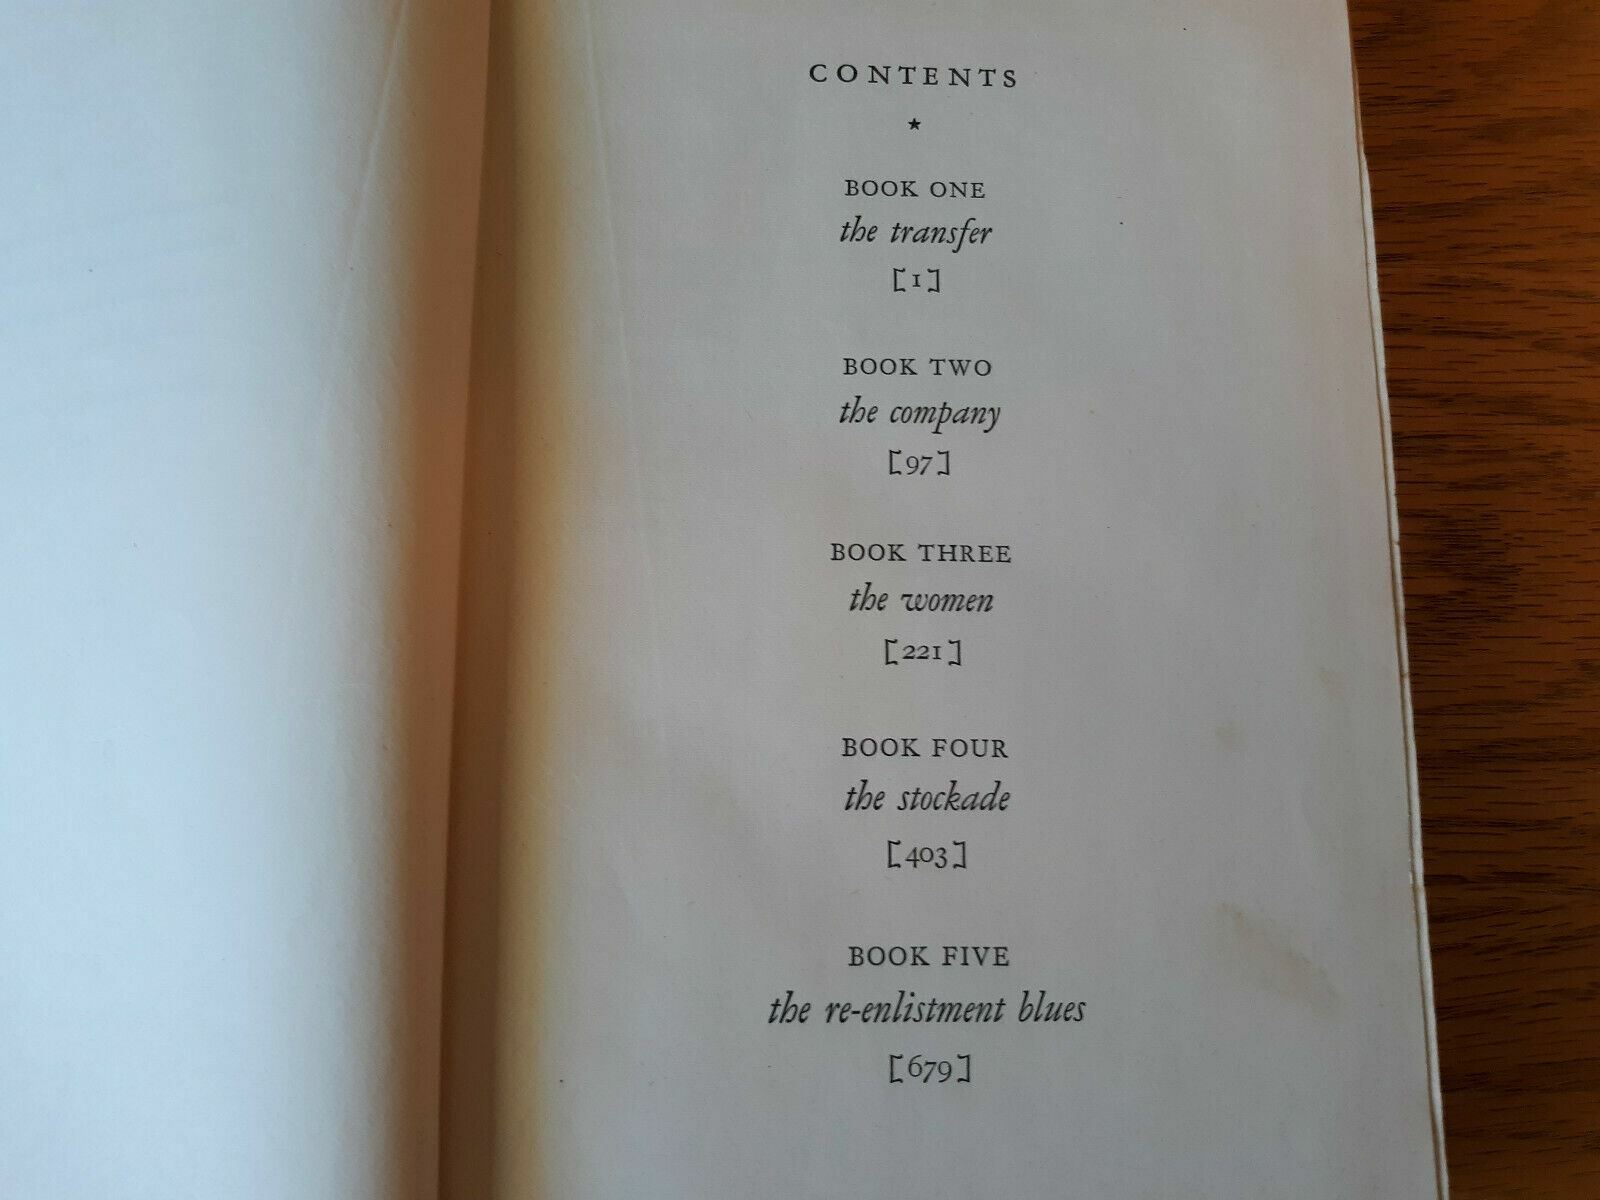 CONTENTS
★
BOOK ONE
the transfer
[1]
BOOK TWO
the company
[97]
BOOK THREE
the women
[221]
BOOK FOUR
the stockade
[403]
BOOK FIVE
the re-enlistment blues
[679]